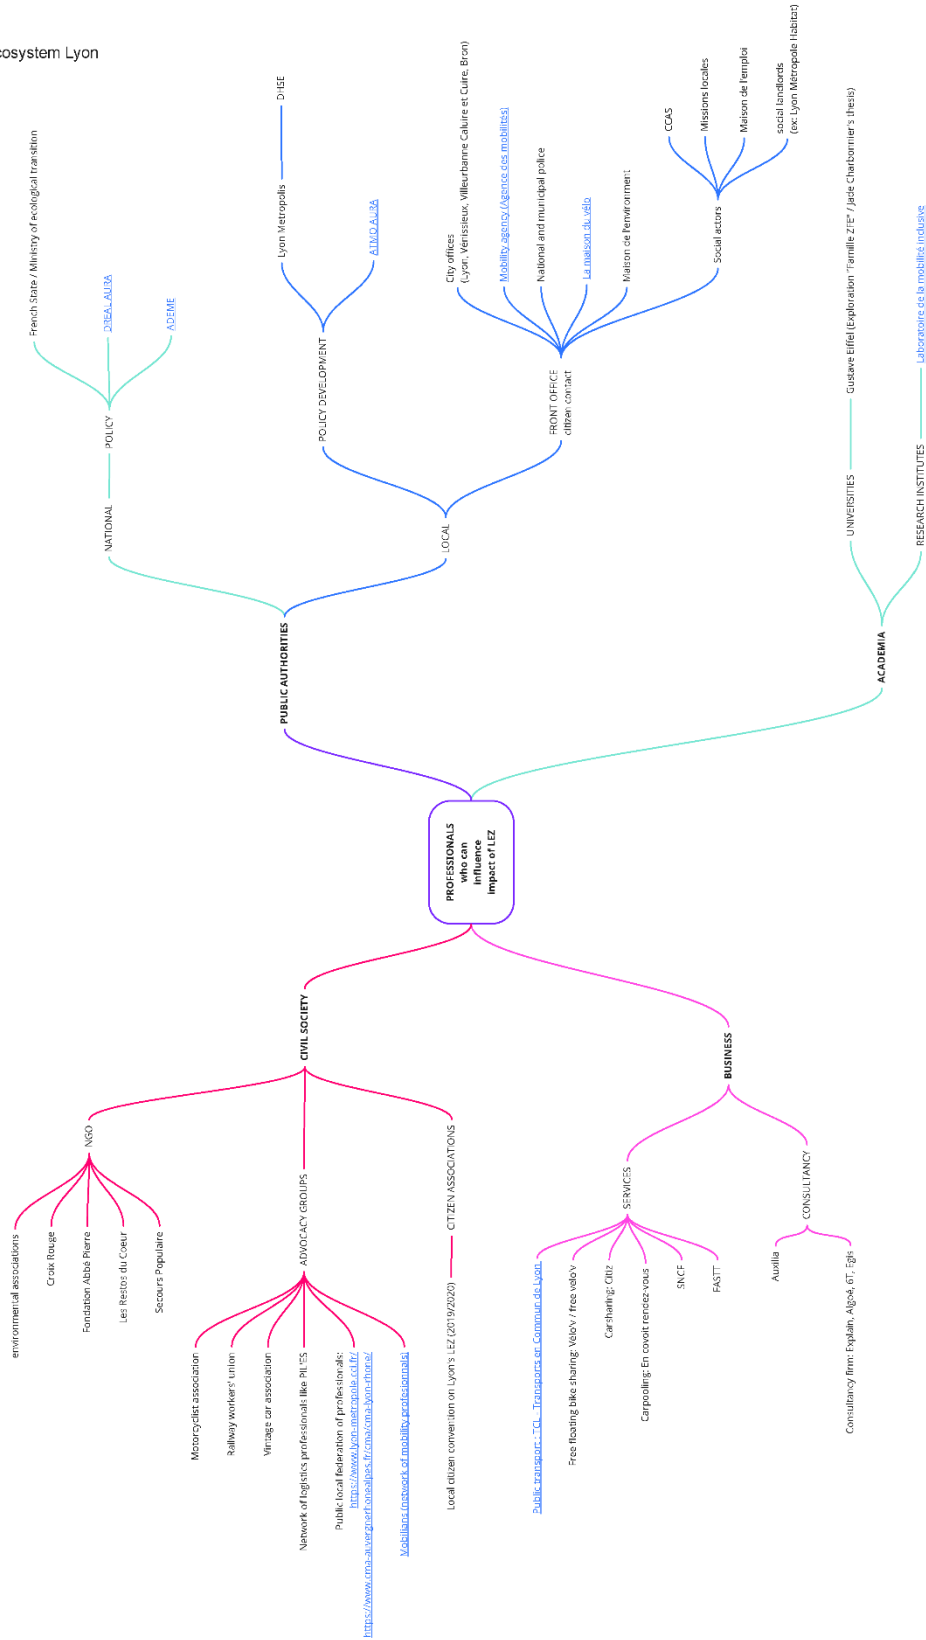 cosystem Lyon
PROFESSIONALS
who can
influence
impact of LEZ
CIVIL SOCIETY
NGO
environmental associations
Croix Rouge
Fondation Abbé Pierre
Les Restos du Coeur
Secours Populaire
ADVOCACY GROUPS
Motorcyclist association
Railway workers' union
Vintage car association
Network of logistics professionals like PIL'ES
Public local federation of professionals:
https://www.lyon-metropole.cci.fr/
https://www.cma-auvergnerhonealpes.fr/cma/cma-lyon-rhone/
Mobilians (network of mobility profesionnals)
CITIZEN ASSOCIATIONS
Local citizen convention on Lyon's LEZ (2019/2020)
BUSINESS
SERVICES
Public transport : TCL - Transports en Commun de Lyon
Free floating bike sharing: Vélo'v / free velo'v
Carsharing: Citiz
Carpooling: En covoit rendez-vous
SNCF
FASTT
CONSULTANCY
Auxilia
Consultancy firm: Explain, Algoé, 6T, Egis
PUBLIC AUTHORITIES
NATIONAL
POLICY
French State / Ministry of ecological transition
DREAL AURA
ADEME
LOCAL
POLICY DEVELOPMENT
Lyon Metropolis
DHSE
ATMO AURA
FRONT OFFICE
citizen contact
City offices
(Lyon, Vénissieux, Villeurbanne Caluire et Cuire, Bron)
Mobility agency (Agence des mobilités)
National and municipal police
La maison du vélo
Maison de l'environment
Social actors
CCAS
Missions locales
Maison de l'emploi
social landlords
(ex: Lyon Métropole Habitat)
ACADEMIA
UNIVERSITIES
Gustave Eiffel (Exploration "Famille ZFE" / Jade Charbonnier's thesis)
RESEARCH INSTITUTES
Laboratoire de la mobilité inclusive